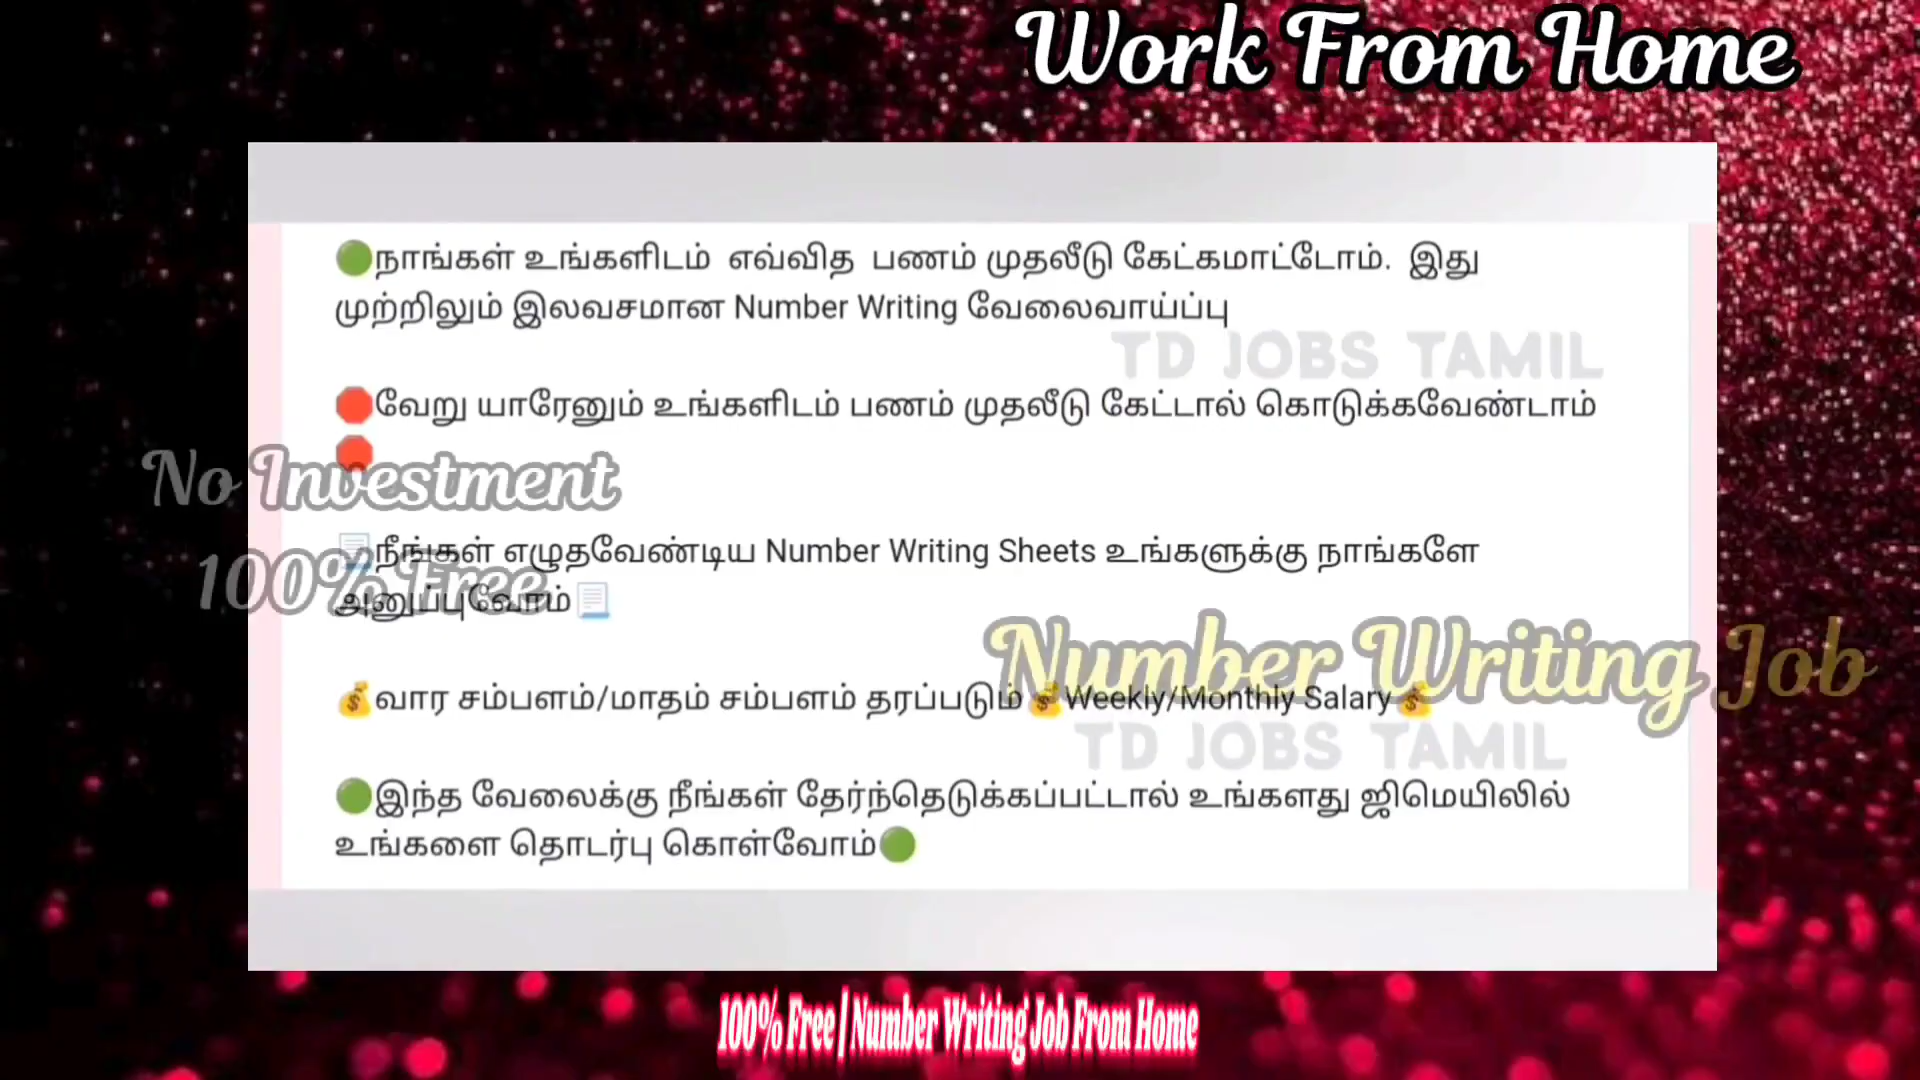 Work From Home
🟢நாங்கள் உங்களிடம் எவ்வித பணம் முதலீடு கேட்கமாட்டோம். இது
முற்றிலும் இலவசமான Number Writing வேலைவாய்ப்பு
TD JOBS TAMIL
🛑வேறு யாரேனும் உங்களிடம் பணம் முதலீடு கேட்டால் கொடுக்கவேண்டாம்
🛑
No Investment
📃நீங்கள் எழுதவேண்டிய Number Writing Sheets உங்களுக்கு நாங்களே
100% Free
அனுப்புவோம்📃
Number Writing Job
💰வார சம்பளம்/மாதம் சம்பளம் தரப்படும்💰Weekly/Monthly Salary💰
TD JOBS TAMIL
🟢இந்த வேலைக்கு நீங்கள் தேர்ந்தெடுக்கப்பட்டால் உங்களது ஜிமெயிலில்
உங்களை தொடர்பு கொள்வோம்🟢
100% Free | Number Writing Job From Home